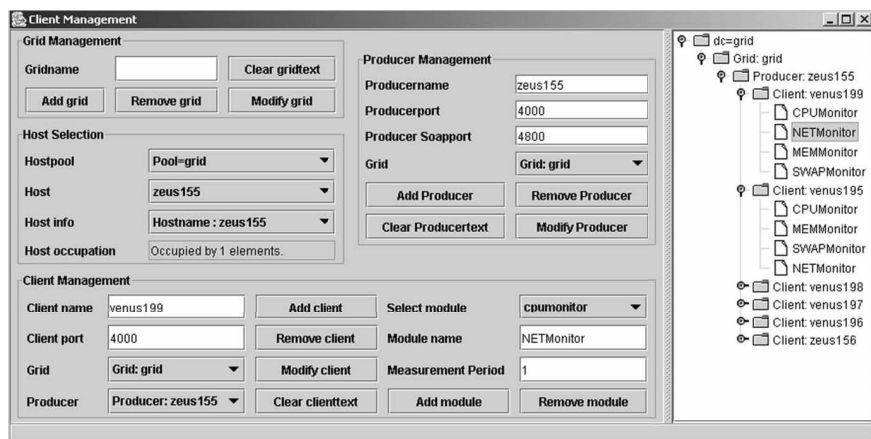 Client Management
Grid Management
Gridname
Clear gridtext
Add grid
Remove grid
Modify grid
Host Selection
Hostpool Pool=grid
Host zeus155
Host info Hostname : zeus155
Host occupation Occupied by 1 elements.
Producer Management
Producername zeus155
Producerport 4000
Producer Soapport 4800
Grid Grid: grid
Add Producer Remove Producer
Clear Producertext Modify Producer
Client Management
Client name venus199 Add client Select module cpumonitor
Client port 4000 Remove client Module name NETMonitor
Grid Grid: grid Modify client Measurement Period 1
Producer Producer: zeus155 Clear clienttext Add module Remove module
dc=grid
Grid: grid
Producer: zeus155
Client: venus199
CPUMonitor
NETMonitor
MEMMonitor
SWAPMonitor
Client: venus195
CPUMonitor
MEMMonitor
SWAPMonitor
NETMonitor
Client: venus198
Client: venus197
Client: venus196
Client: zeus156